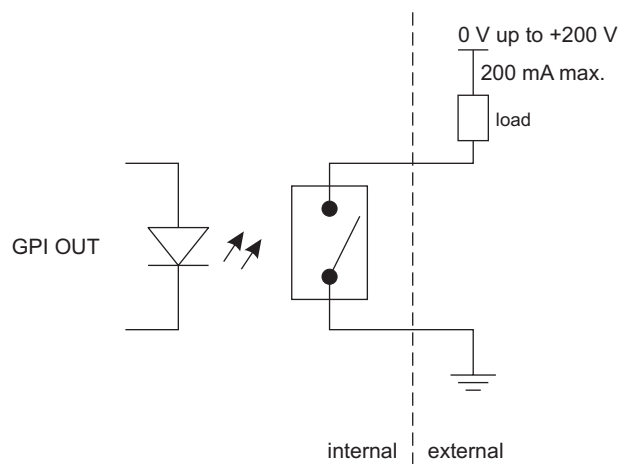 0 V up to +200 V
200 mA max.
load
GPI OUT
internal
external